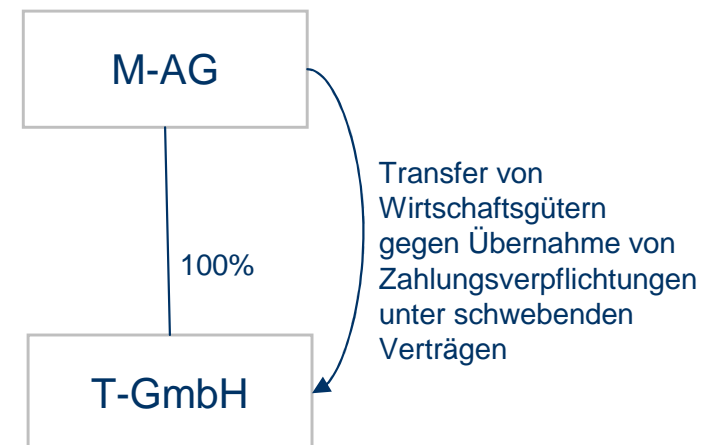 M-AG
Transfer von
Wirtschaftsgütern
gegen Übernahme von
Zahlungsverpflichtungen
unter schwebenden
Verträgen
100%
T-GmbH